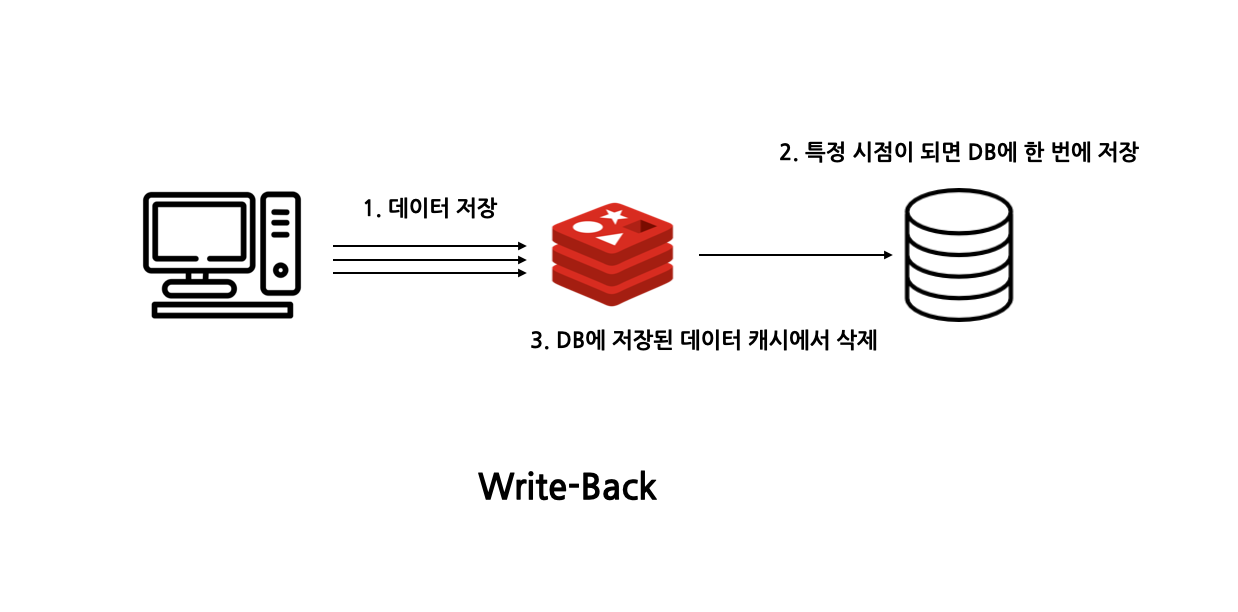 2. 특정 시점이 되면 DB에 한 번에 저장
1. 데이터 저장
3. DB에 저장된 데이터 캐시에서 삭제
Write-Back